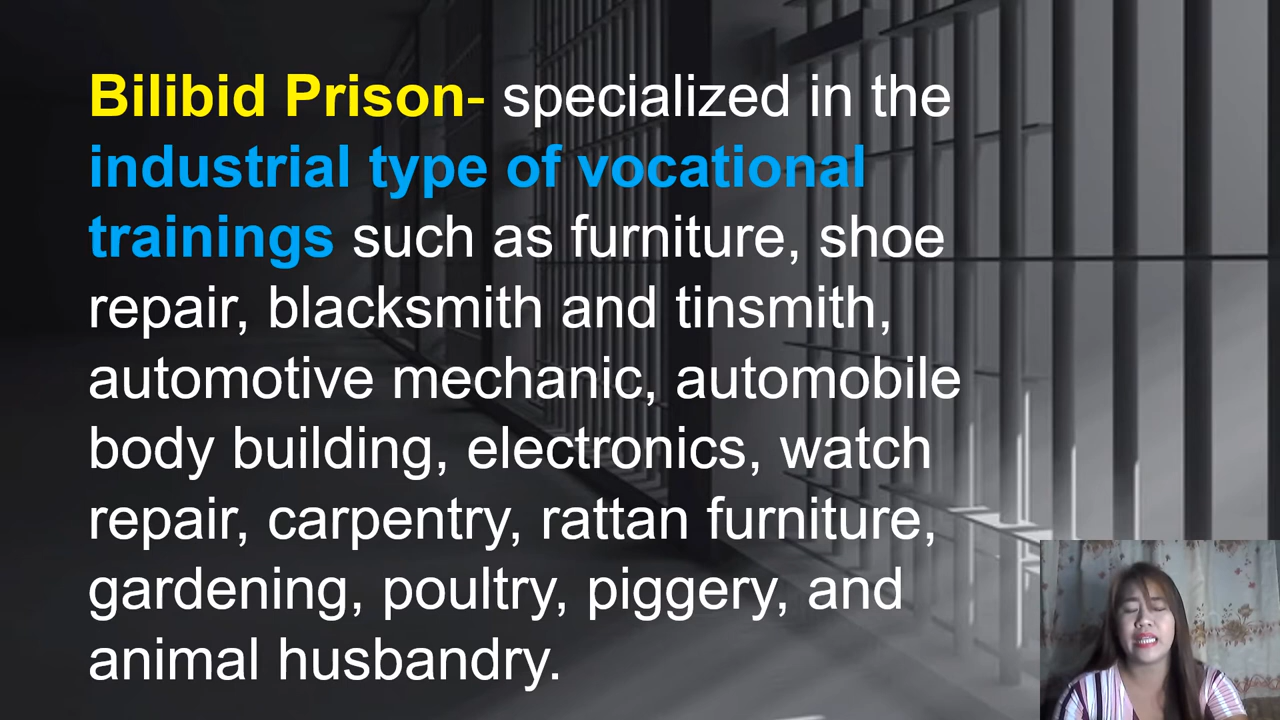 Bilibid Prison- specialized in the
industrial type of vocational
trainings such as furniture, shoe
repair, blacksmith and tinsmith,
automotive mechanic, automobile
body building, electronics, watch
repair, carpentry, rattan furniture,
gardening, poultry, piggery, and
animal husbandry.